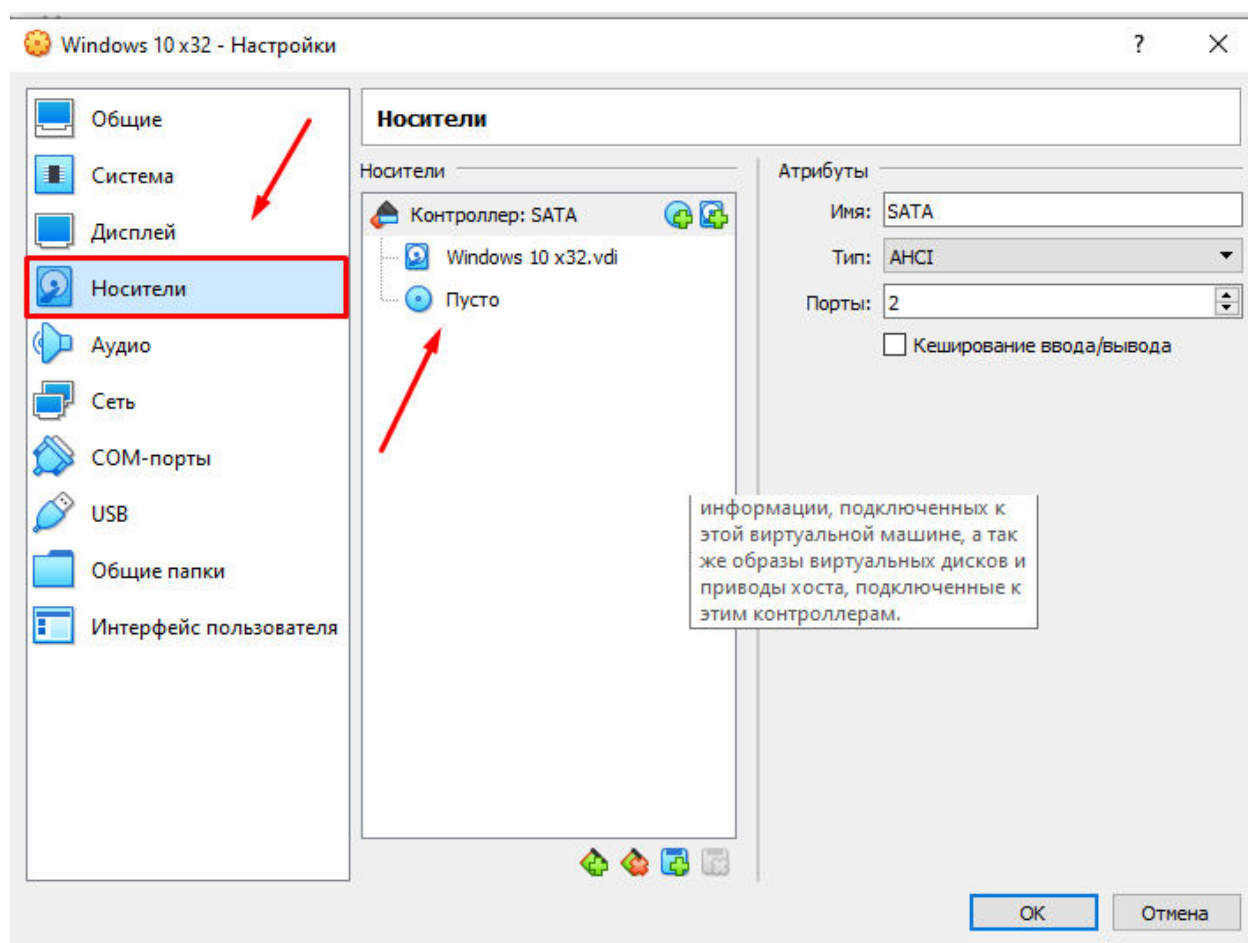 Windows 10 x32 - Настройки
?
Общие
Система
Дисплей
Носители
Аудио
Сеть
COM-порты
USB
Общие папки
Интерфейс пользователя
Носители
Носители
Контроллер: SATA
Windows 10 x32.vdi
Пусто
Атрибуты
Имя: SATA
Тип: AHCI
Порты: 2
Кеширование ввода/вывода
информации, подключенных к
этой виртуальной машине, а так
же образы виртуальных дисков и
приводы хоста, подключенные к
этим контроллерам.
OK
Отмена